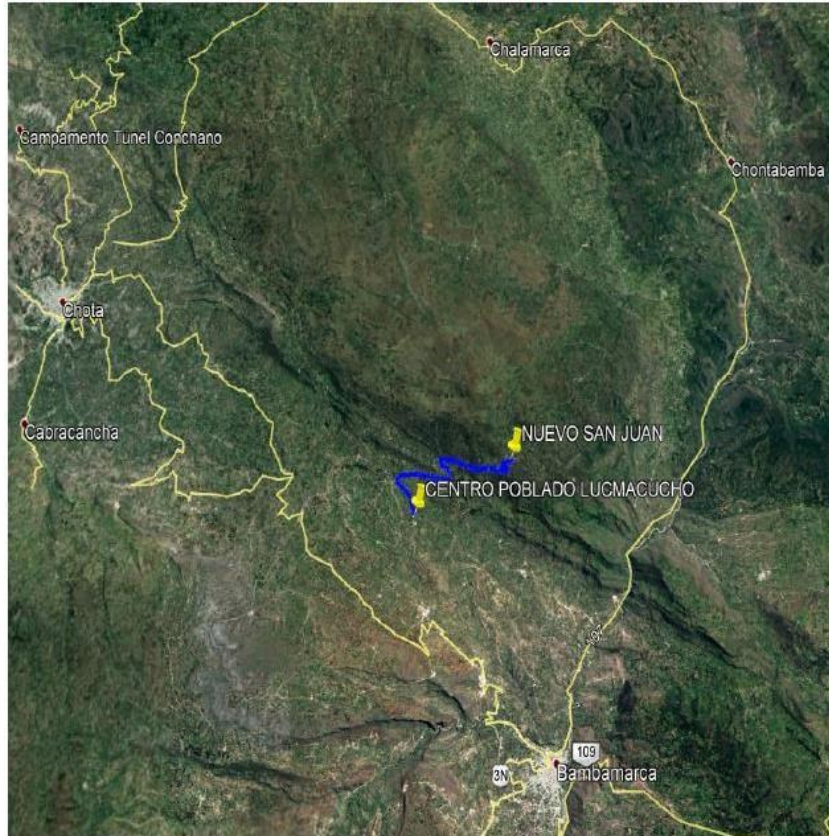 Chalamarca
Campamento Tunel Conchano
Chontabamba
Chota
Cabracancha
NUEVO SAN JUAN
CENTRO POBLADO LUCMACUCHO
109
3N
Bambamarca